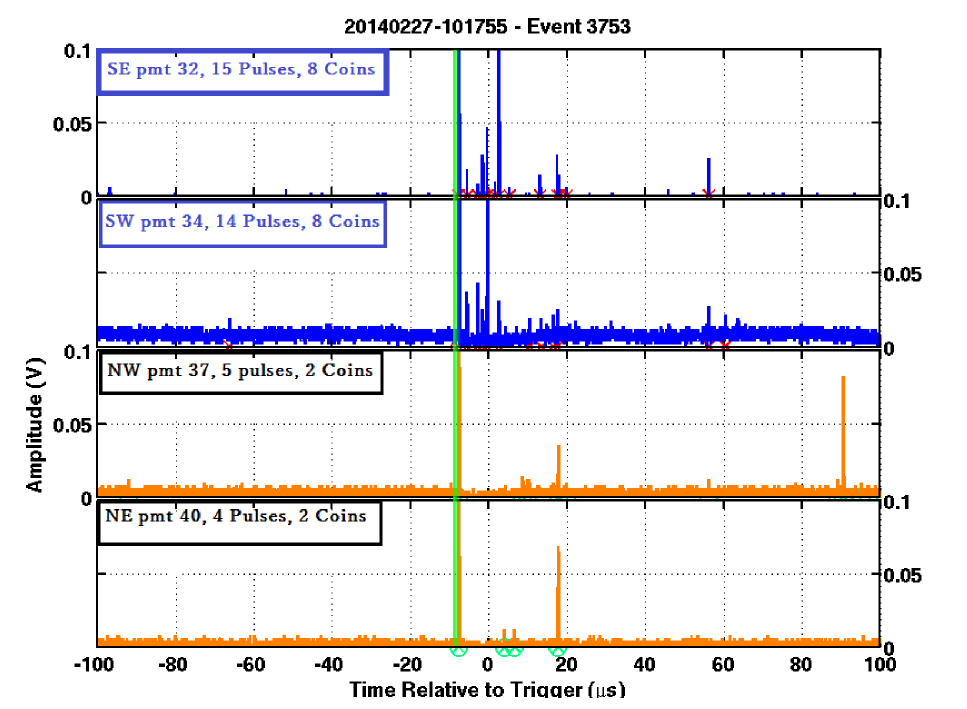 20140227-101755 - Event 3753
0.1
SE pmt 32, 15 Pulses, 8 Coins
0.05
0
0.1
SW pmt 34, 14 Pulses, 8 Coins
0.05
0
0.1
NW pmt 37, 5 pulses, 2 Coins
0.05
0
0.1
NE pmt 40, 4 Pulses, 2 Coins
0.05
0
Amplitude (V)
-100 -80 -60 -40 -20 0 20 40 60 80 100
Time Relative to Trigger (μs)